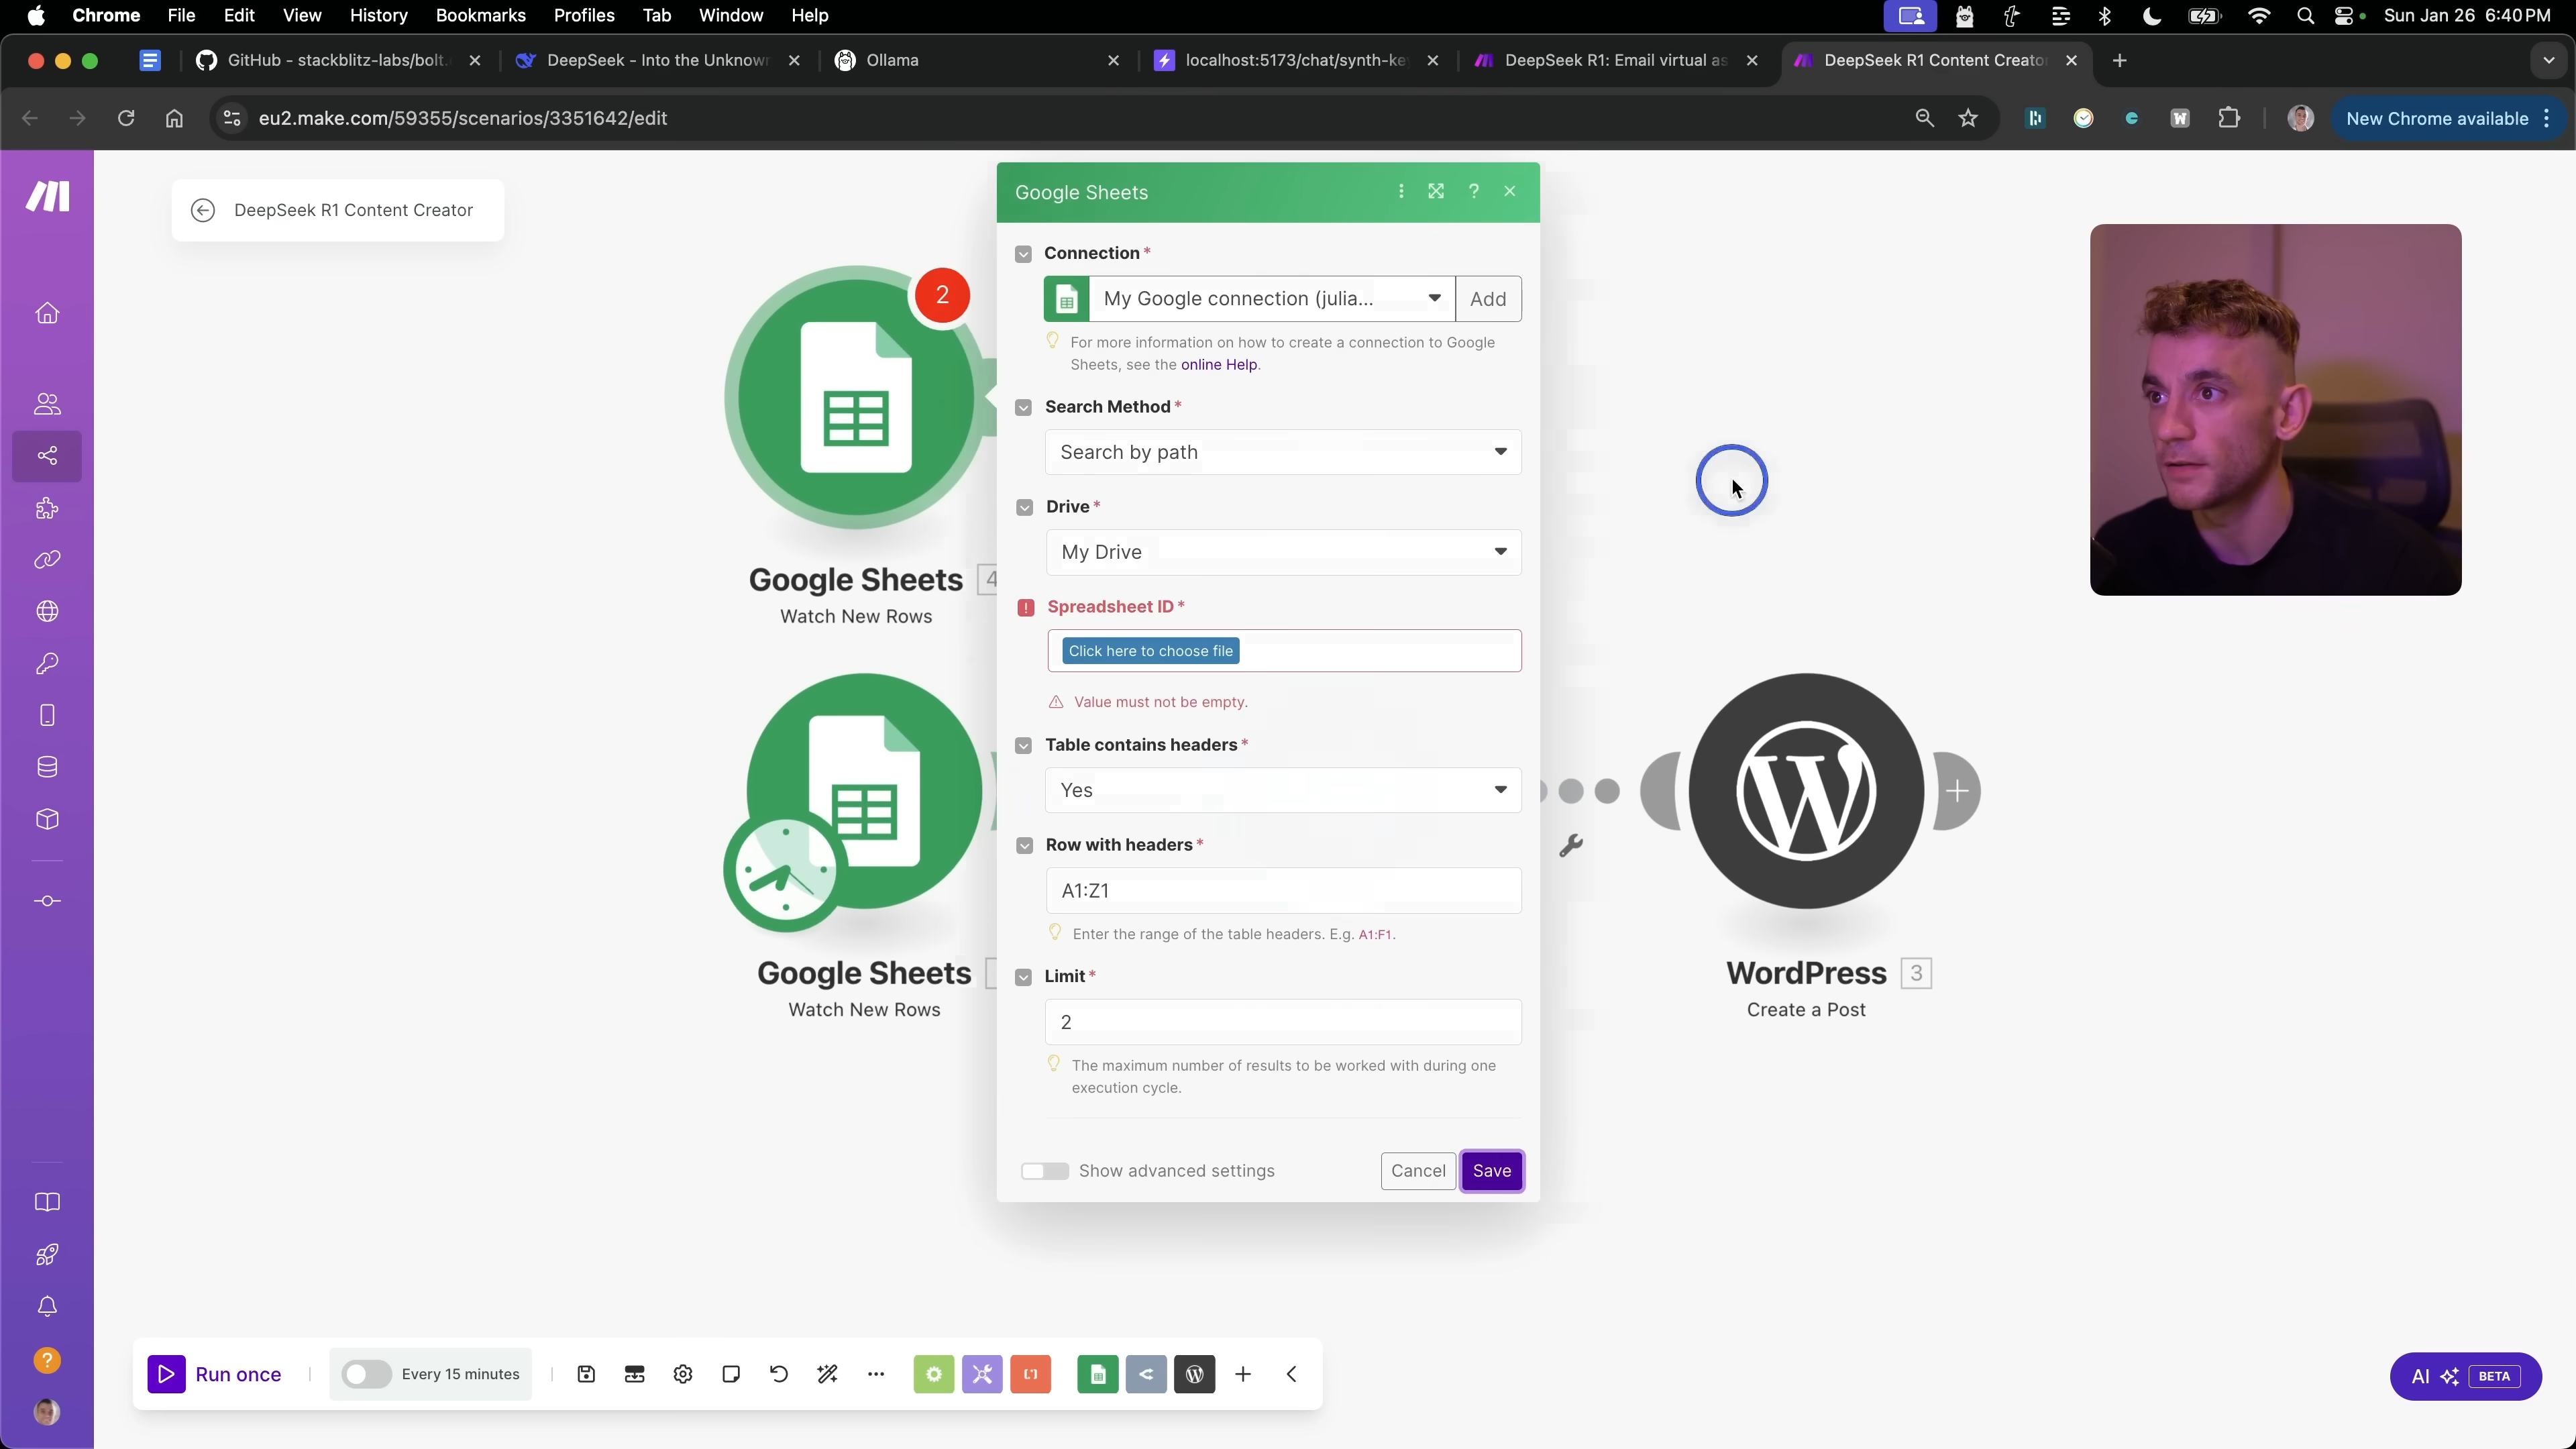 Chrome File Edit View History Bookmarks Profiles Tab Window Help Sun Jan 26 6:40 PM
GitHub - stackblitz-labs/bolt. DeepSeek - Into the Unknown Ollama localhost:5173/chat/synth-ke DeepSeek R1: Email virtual as DeepSeek R1 Content Creato
eu2.make.com/59355/scenarios/3351642/edit New Chrome available
DeepSeek R1 Content Creator
Google Sheets
Connection *
My Google connection (julia... Add
For more information on how to create a connection to Google
Sheets, see the online Help.
Search Method *
Search by path
Drive *
My Drive
Spreadsheet ID *
Click here to choose file
Value must not be empty.
Table contains headers *
Yes
Row with headers *
A1:Z1
Enter the range of the table headers. E.g. A1:F1.
Limit *
2
The maximum number of results to be worked with during one
execution cycle.
Show advanced settings Cancel Save
2
Google Sheets 4
Watch New Rows
Google Sheets
Watch New Rows
WordPress 3
Create a Post
Run once Every 15 minutes
AI BETA